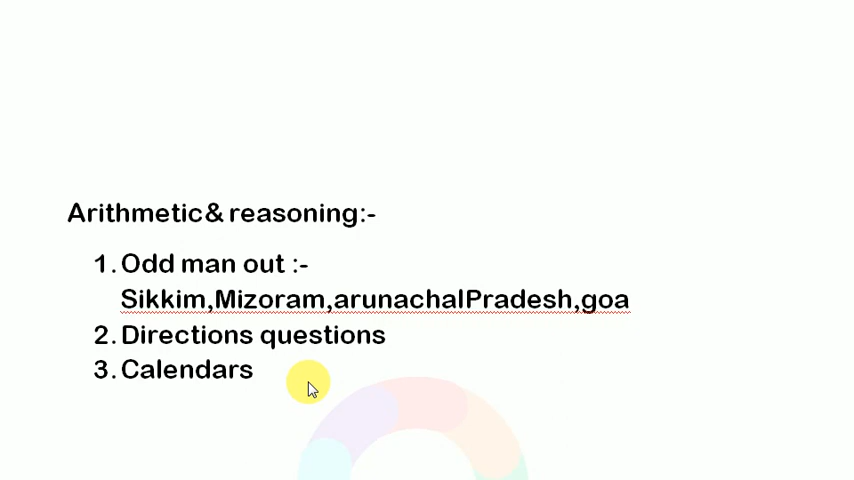 Arithmetic& reasoning:-
1. Odd man out :-
Sikkim,Mizoram,arunachalPradesh,goa
2. Directions questions
3. Calendars